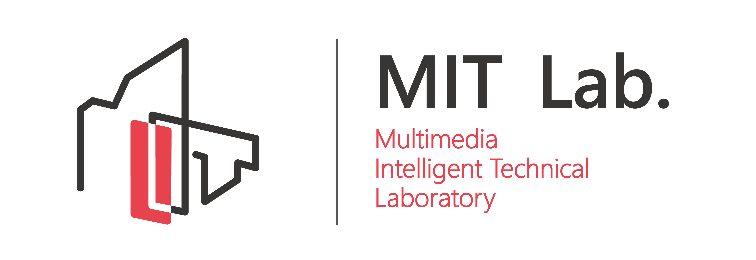 MIT Lab.
Multimedia
Intelligent Technical
Laboratory